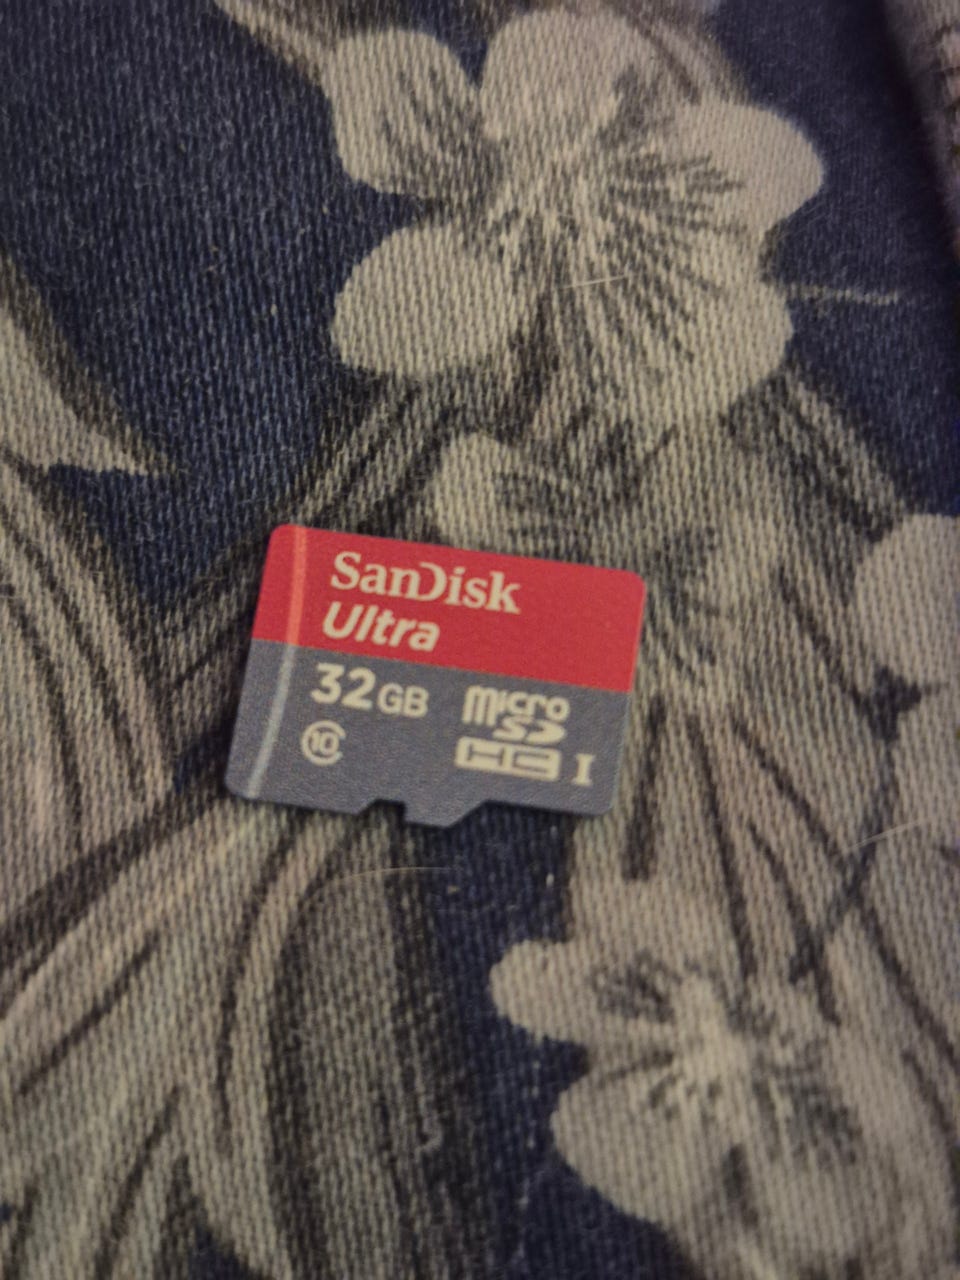 SanDisk
Ultra
32GB
10
micro
SD
HC I